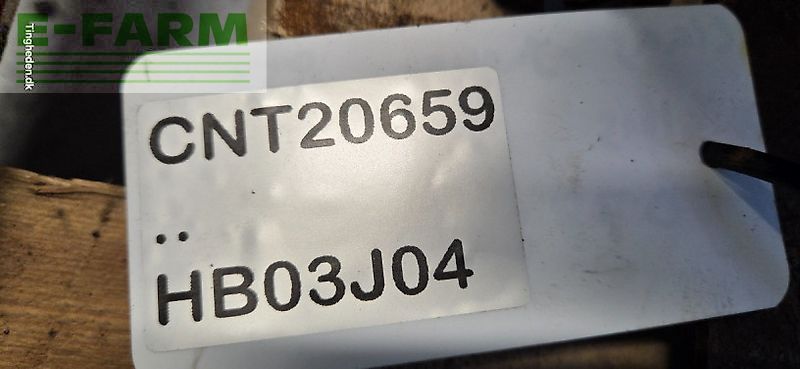 E-FARM
Tingheden.dk
CNT20659
..
HB03J04